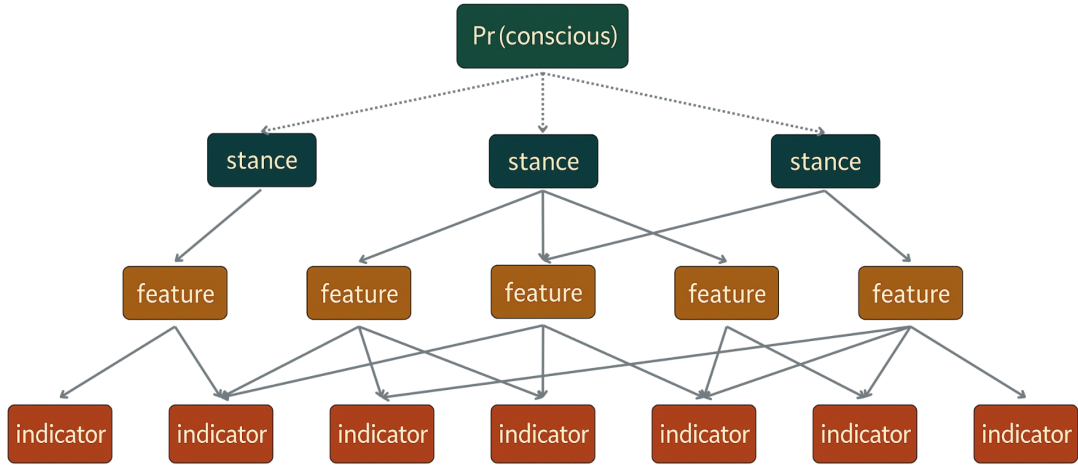 Pr(conscious)
stance
stance
stance
feature
feature
feature
feature
feature
indicator
indicator
indicator
indicator
indicator
indicator
indicator